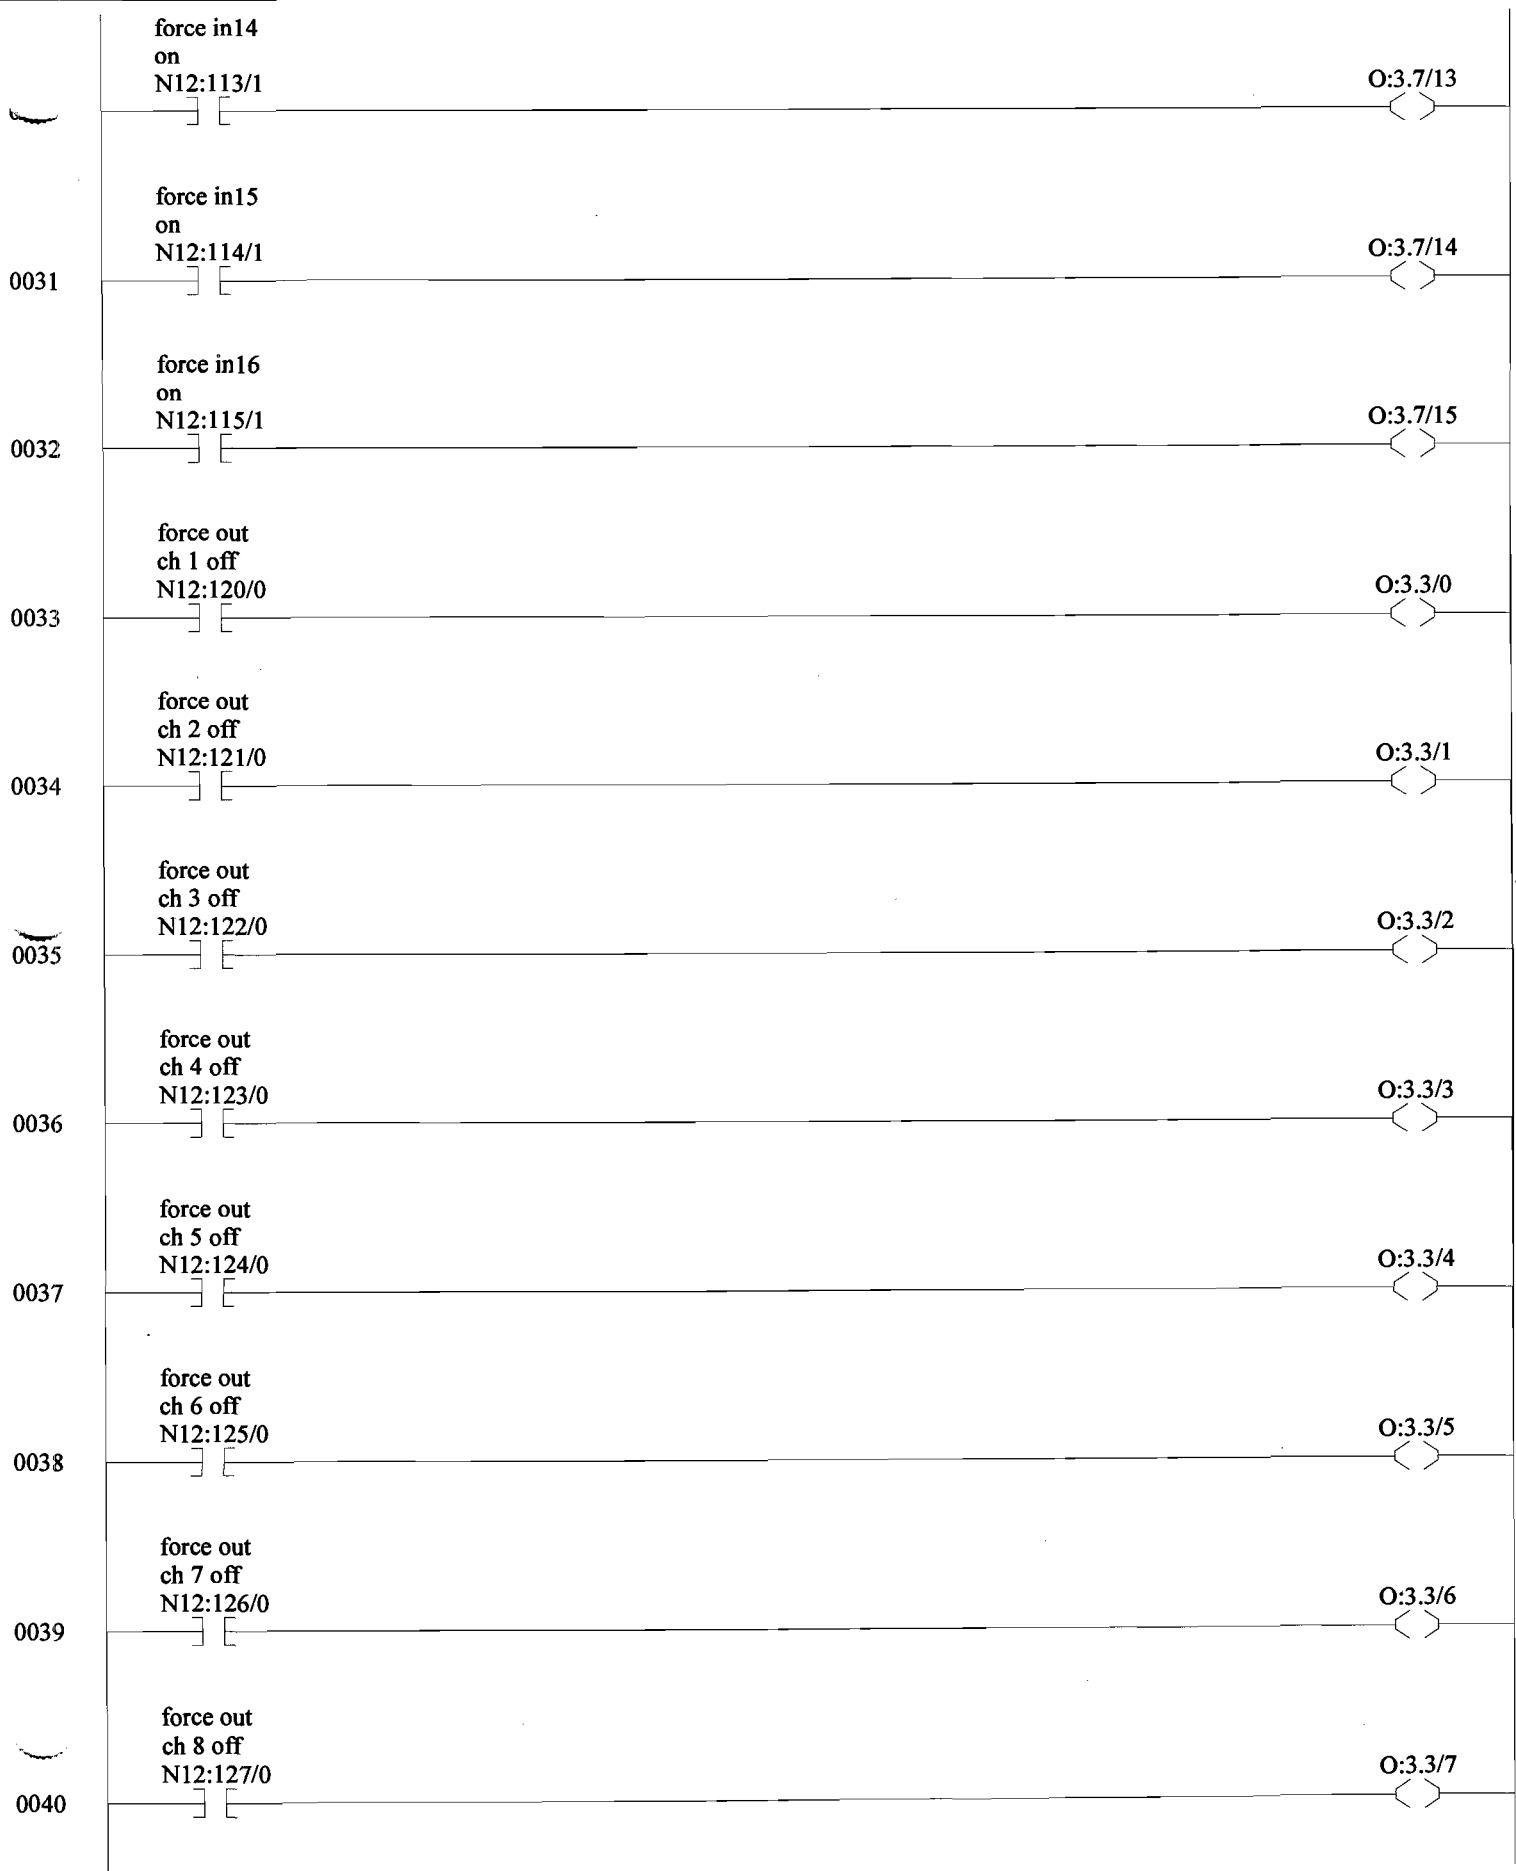 force in14
on
N12:113/1
O:3.7/13
force in15
on
N12:114/1
O:3.7/14
0031
force in16
on
N12:115/1
O:3.7/15
0032
force out
ch 1 off
N12:120/0
O:3.3/0
0033
force out
ch 2 off
N12:121/0
O:3.3/1
0034
force out
ch 3 off
N12:122/0
O:3.3/2
0035
force out
ch 4 off
N12:123/0
O:3.3/3
0036
force out
ch 5 off
N12:124/0
O:3.3/4
0037
force out
ch 6 off
N12:125/0
O:3.3/5
0038
force out
ch 7 off
N12:126/0
O:3.3/6
0039
force out
ch 8 off
N12:127/0
O:3.3/7
0040